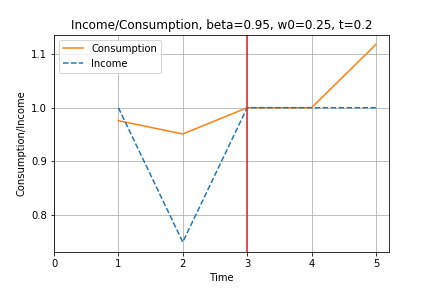 Income/Consumption, beta=0.95, w0=0.25, t=0.2
Consumption
Income
Consumption/Income
1.1
1.0
0.9
0.8
0
1
2
3
4
5
Time